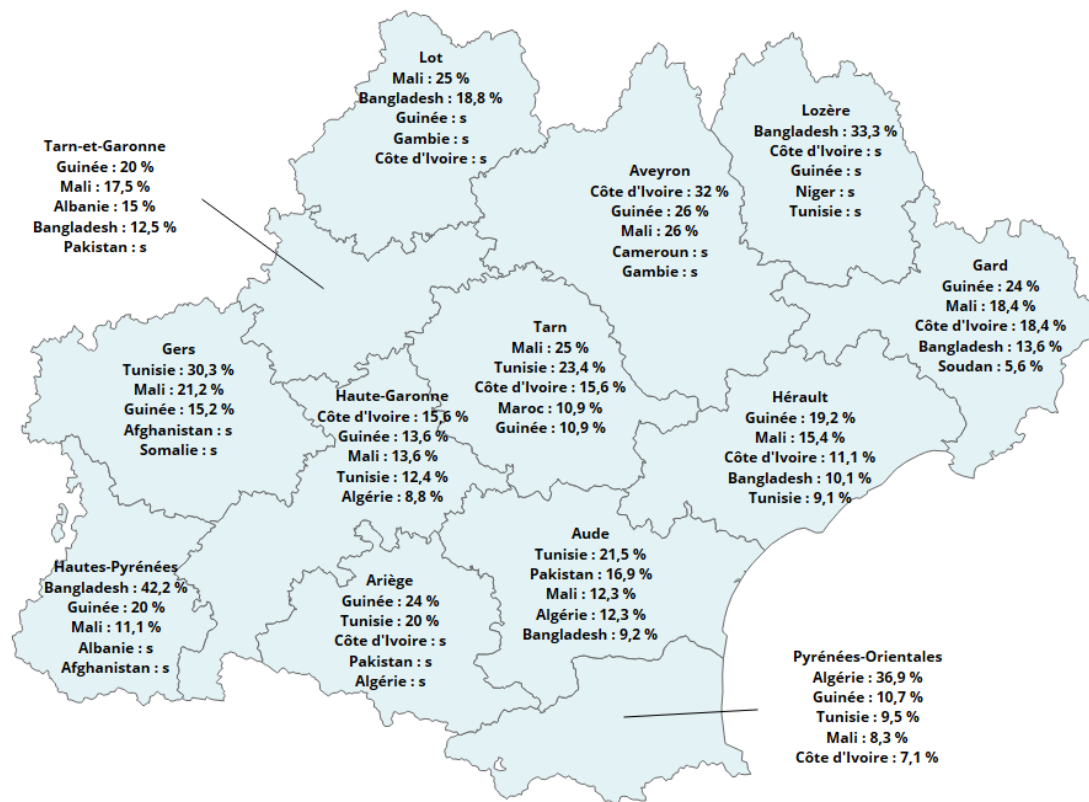 Lot
Mali : 25 %
Bangladesh : 18,8 %
Guinée : s
Gambie : s
Côte d'Ivoire : s
Lozère
Bangladesh : 33,3 %
Côte d'Ivoire : s
Guinée : s
Niger : s
Tunisie : s
Tarn-et-Garonne
Guinée : 20 %
Mali : 17,5 %
Albanie : 15 %
Bangladesh : 12,5 %
Pakistan : s
Aveyron
Côte d'Ivoire : 32 %
Guinée : 26 %
Mali : 26 %
Cameroun : s
Gambie : s
Gard
Guinée : 24 %
Mali : 18,4 %
Côte d'Ivoire : 18,4 %
Bangladesh : 13,6 %
Soudan : 5,6 %
Gers
Tunisie : 30,3 %
Mali : 21,2 %
Guinée : 15,2 %
Afghanistan : s
Somalie : s
Haute-Garonne
Côte d'Ivoire : 15,6 %
Guinée : 13,6 %
Mali : 13,6 %
Tunisie : 12,4 %
Algérie : 8,8 %
Tarn
Mali : 25 %
Tunisie : 23,4 %
Côte d'Ivoire : 15,6 %
Maroc : 10,9 %
Guinée : 10,9 %
Hérault
Guinée : 19,2 %
Mali : 15,4 %
Côte d'Ivoire : 11,1 %
Bangladesh : 10,1 %
Tunisie : 9,1 %
Hautes-Pyrénées
Bangladesh : 42,2 %
Guinée : 20 %
Mali : 11,1 %
Albanie : s
Afghanistan : s
Ariège
Guinée : 24 %
Tunisie : 20 %
Côte d'Ivoire : s
Pakistan : s
Algérie : s
Aude
Tunisie : 21,5 %
Pakistan : 16,9 %
Mali : 12,3 %
Algérie : 12,3 %
Bangladesh : 9,2 %
Pyrénées-Orientales
Algérie : 36,9 %
Guinée : 10,7 %
Tunisie : 9,5 %
Mali : 8,3 %
Côte d'Ivoire : 7,1 %